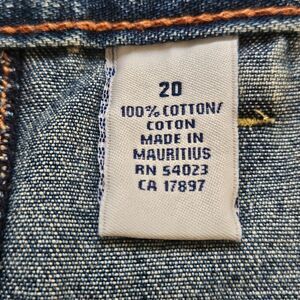 20
100% COTTON/
COTON
MADE IN
MAURITIUS
RN 54023
CA 17897